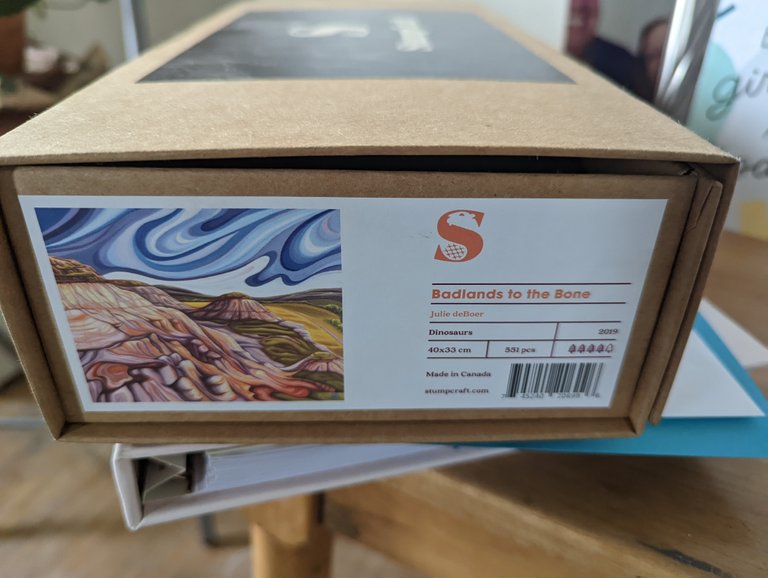 S
S
Badlands to the Bone
Julie deBoer
Dinosaurs 2019
40x33 cm 551 pcs
Made in Canada
stumpcraft.com